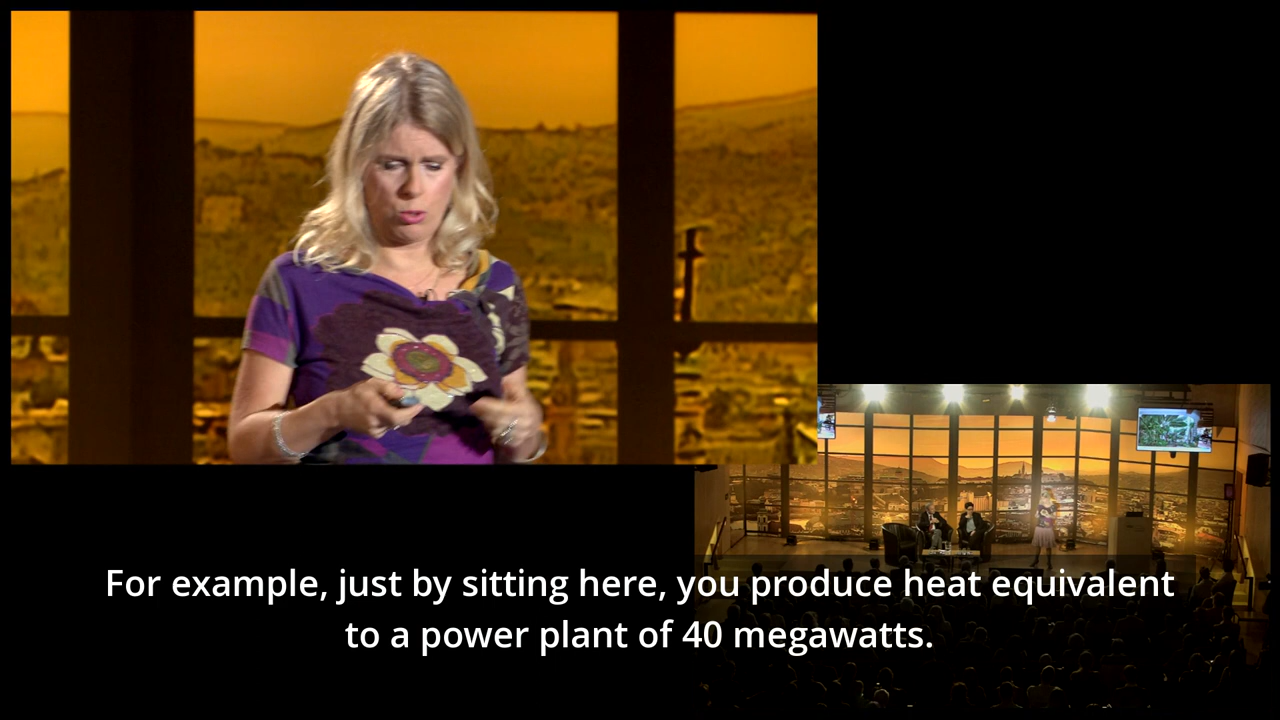 For example, just by sitting here, you produce heat equivalent
to a power plant of 40 megawatts.